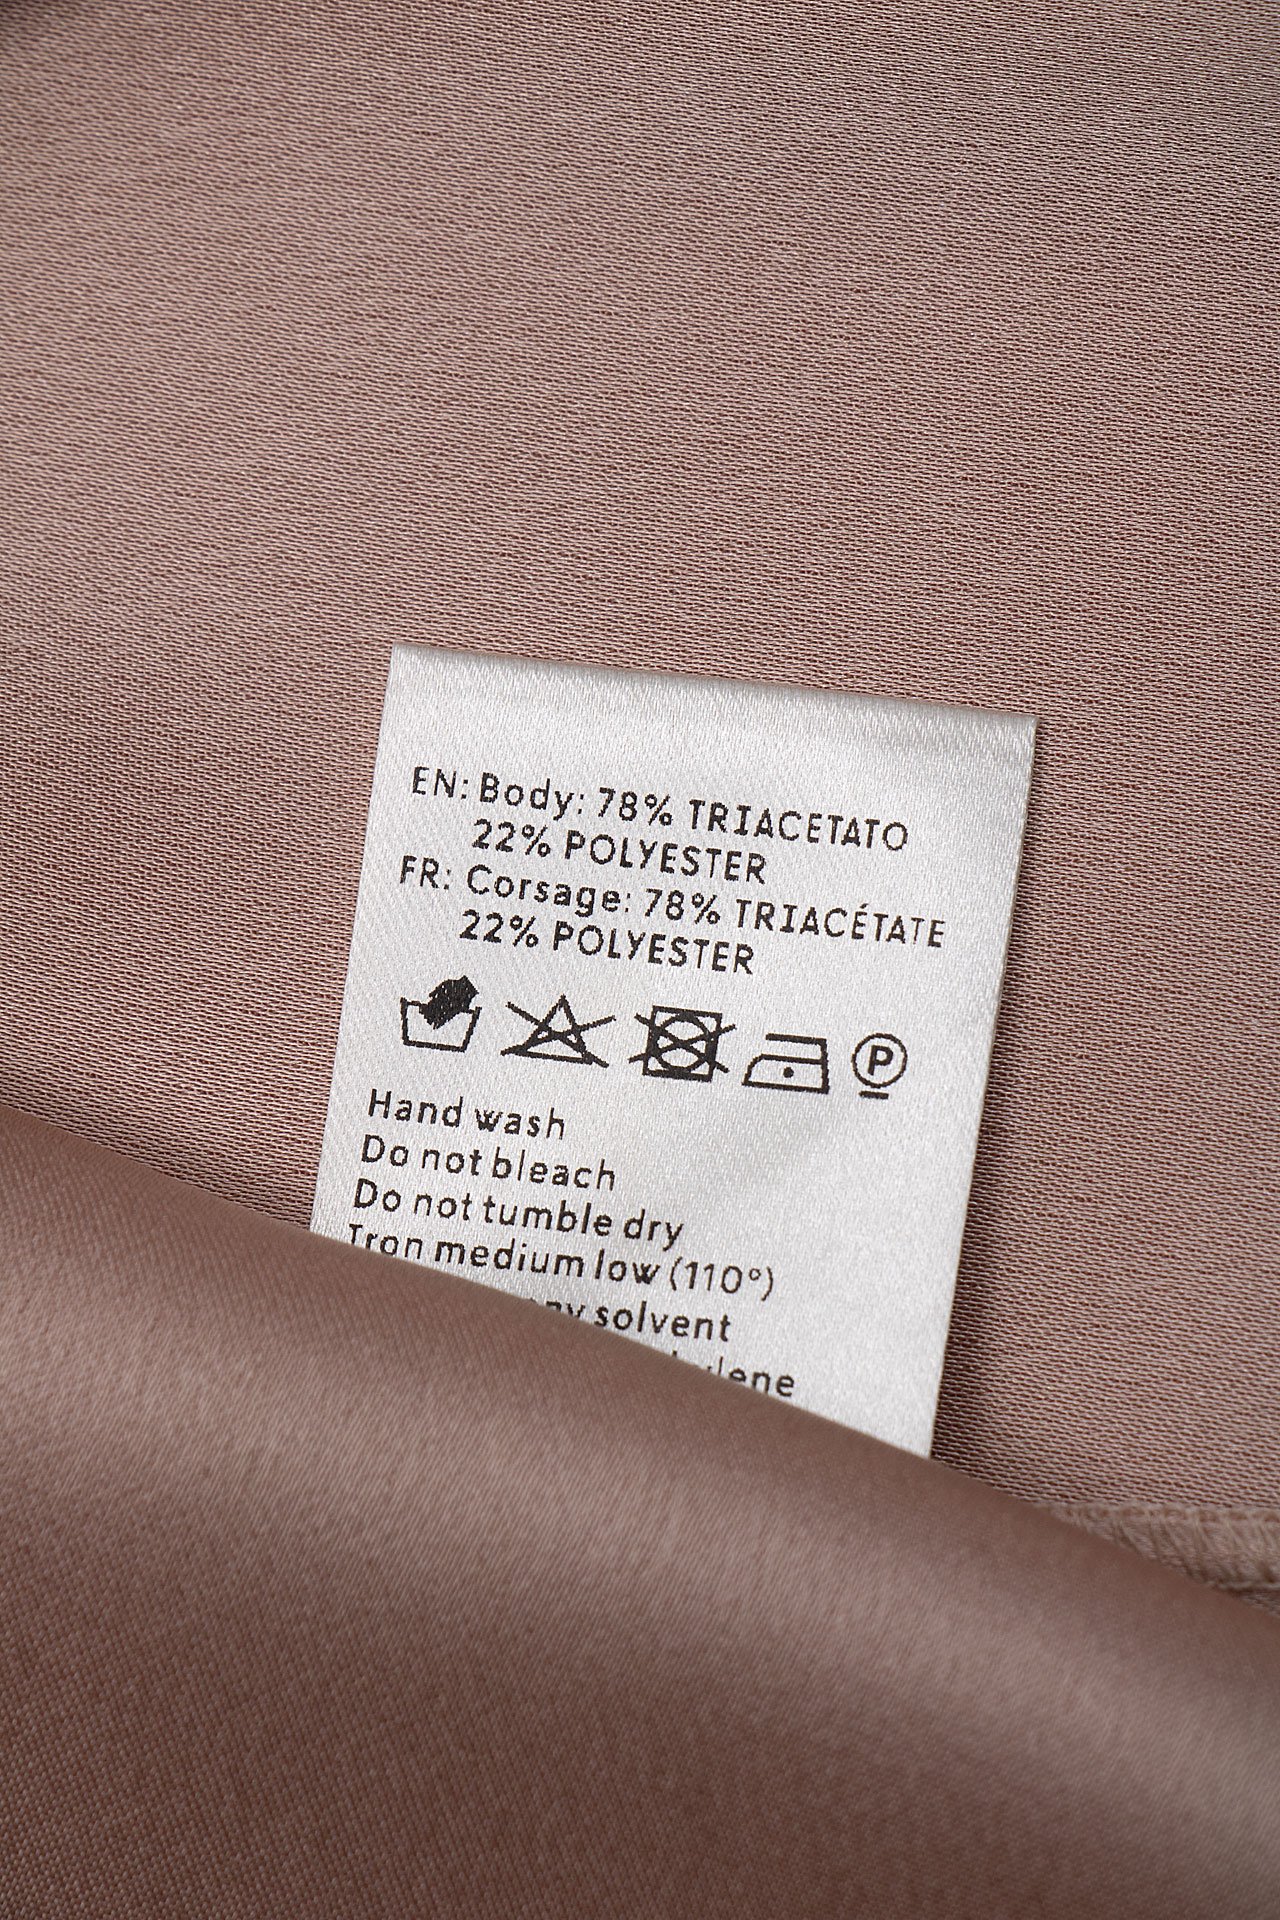 EN: Body: 78% TRIACETATO
22% POLYESTER
FR: Corsage: 78% TRIACÉTATE
22% POLYESTER
P
Hand wash
Do not bleach
Do not tumble dry
Iron medium low (110°)
solvent